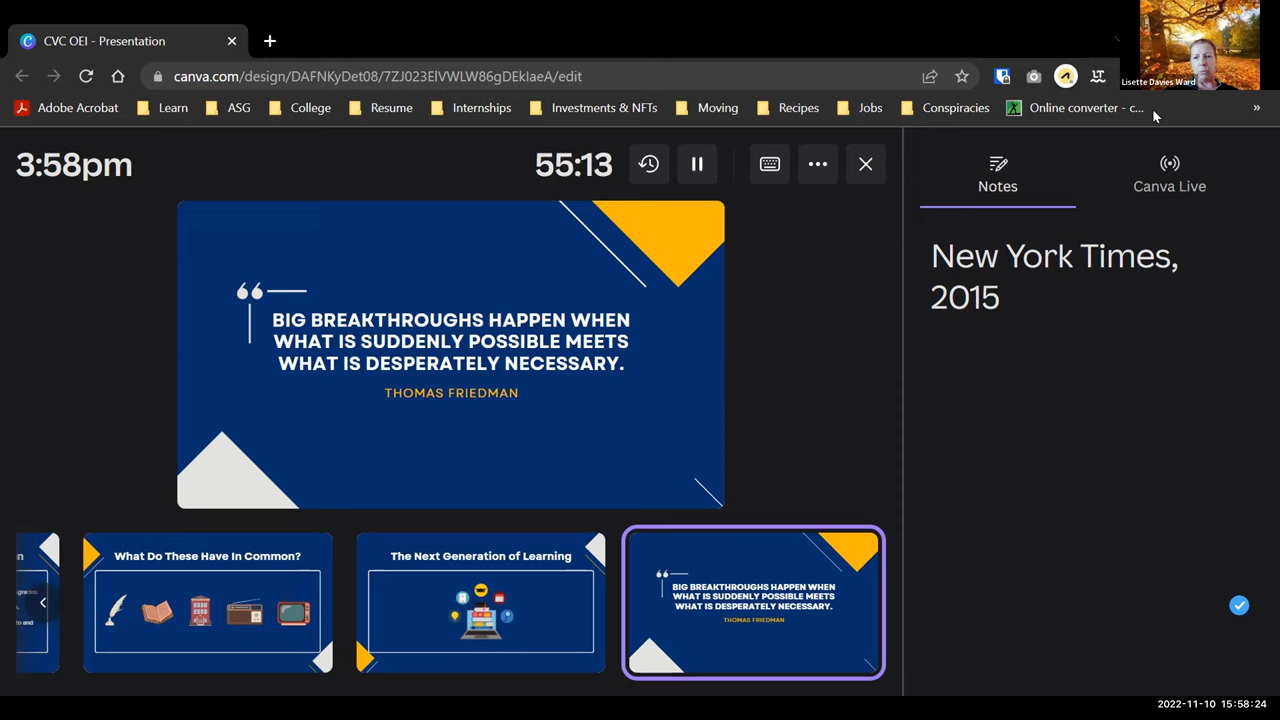 CVC OEI - Presentation
canva.com/design/DAFNKyDet08/7ZJ023ElVWLW86gDEkIaeA/edit
Lisette Davies Ward
Adobe Acrobat
Learn
ASG
College
Resume
Internships
Investments & NFTs
Moving
Recipes
Jobs
Conspiracies
Online converter - c...
3:58pm
55:13
Notes
Canva Live
New York Times,
2015
BIG BREAKTHROUGHS HAPPEN WHEN
WHAT IS SUDDENLY POSSIBLE MEETS
WHAT IS DESPERATELY NECESSARY.
THOMAS FRIEDMAN
What Do These Have In Common?
The Next Generation of Learning
BIG BREAKTHROUGHS HAPPEN WHEN
WHAT IS SUDDENLY POSSIBLE MEETS
WHAT IS DESPERATELY NECESSARY.
THOMAS FRIEDMAN
2022-11-10 15:58:24